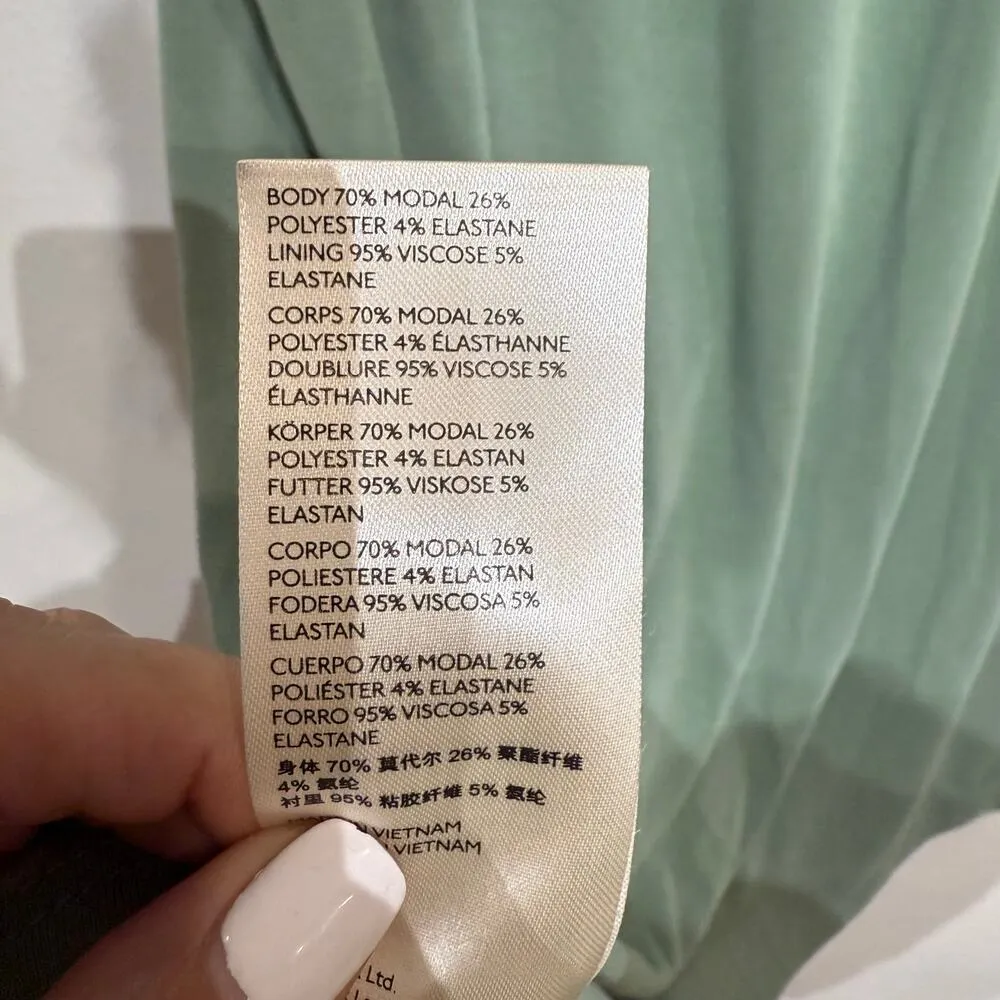 BODY 70% MODAL 26%
POLYESTER 4% ELASTANE
LINING 95% VISCOSE 5%
ELASTANE
CORPS 70% MODAL 26%
POLYESTER 4% ÉLASTHANNE
DOUBLURE 95% VISCOSE 5%
ÉLASTHANNE
KÖRPER 70% MODAL 26%
POLYESTER 4% ELASTAN
FUTTER 95% VISKOSE 5%
ELASTAN
CORPO 70% MODAL 26%
POLIESTERE 4% ELASTAN
FODERA 95% VISCOSA 5%
ELASTAN
CUERPO 70% MODAL 26%
POLIÉSTER 4% ELASTANE
FORRO 95% VISCOSA 5%
ELASTANE
身体 70% 莫代尔 26% 聚酯纤维
4% 氨纶
衬里 95% 粘胶纤维 5% 氨纶
VIETNAM
VIETNAM
Ltd.